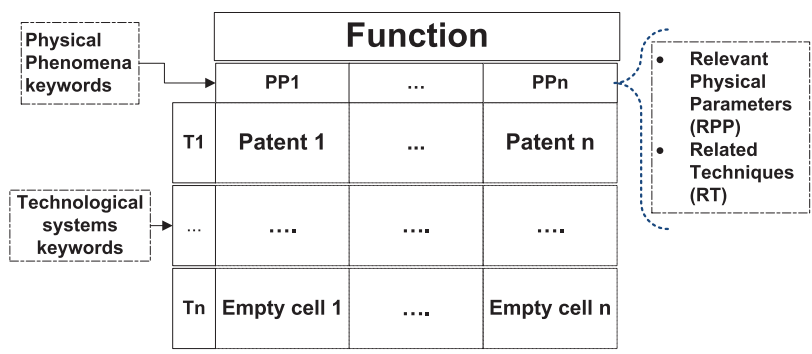 Function
Physical
Phenomena
keywords
PP1 ... PPn
• Relevant
Physical
Parameters
(RPP)
• Related
Techniques
(RT)
T1 Patent 1 ... Patent n
Technological
systems
keywords
... .... .... ....
Tn Empty cell 1 .... Empty cell n